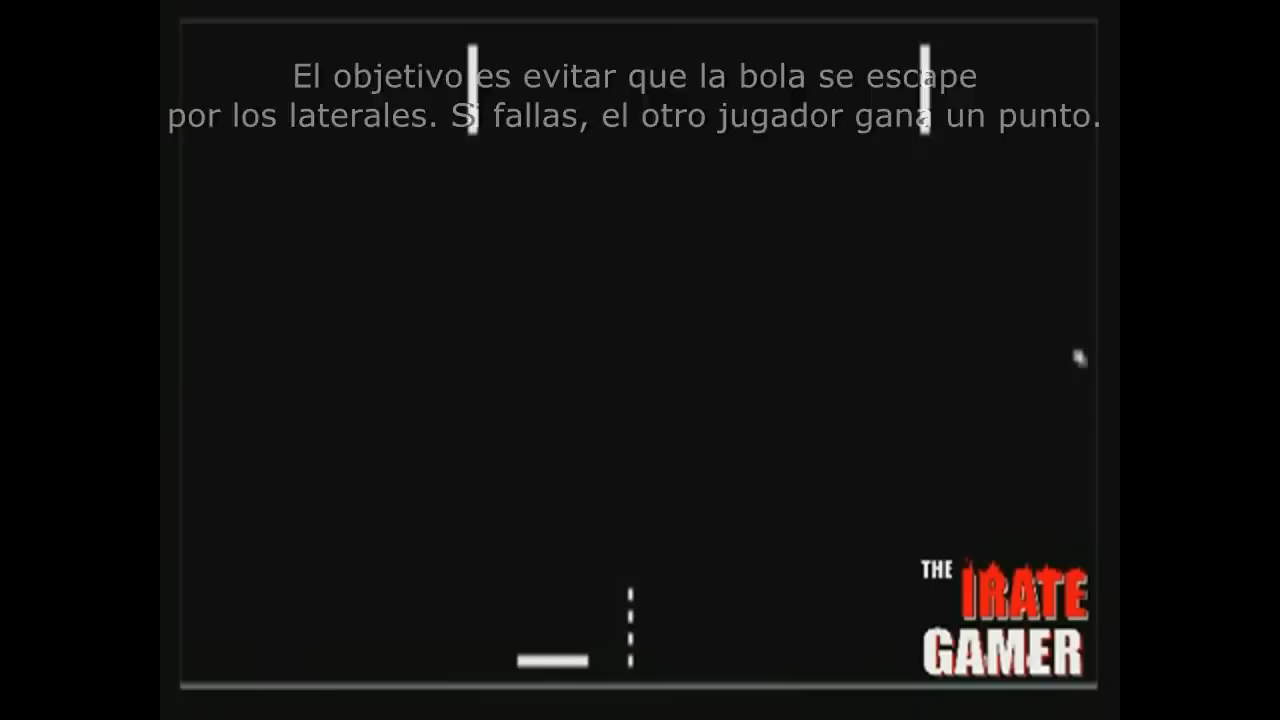 El objetivo es evitar que la bola se escape
por los laterales. Si fallas, el otro jugador gana un punto.
THE
IRATE
GAMER